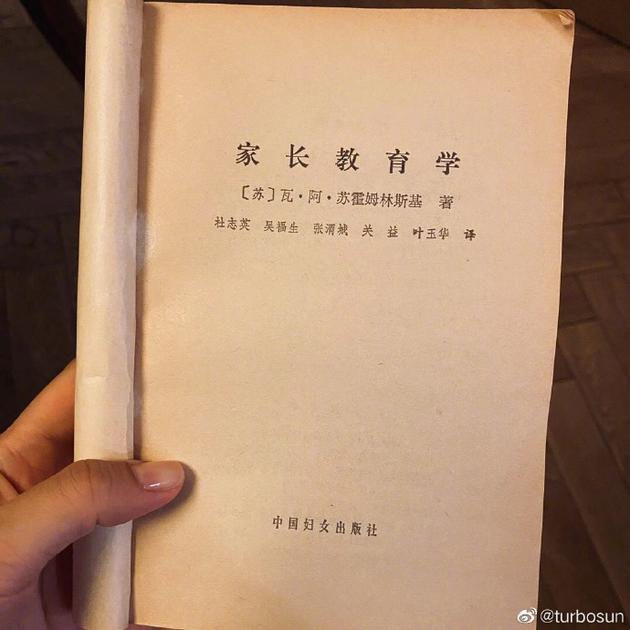 家长教育学
〔苏〕瓦·阿·苏霍姆林斯基 著
杜志英 吴福生 张渭城 关益 叶玉华 译
中国妇女出版社
@turbosun